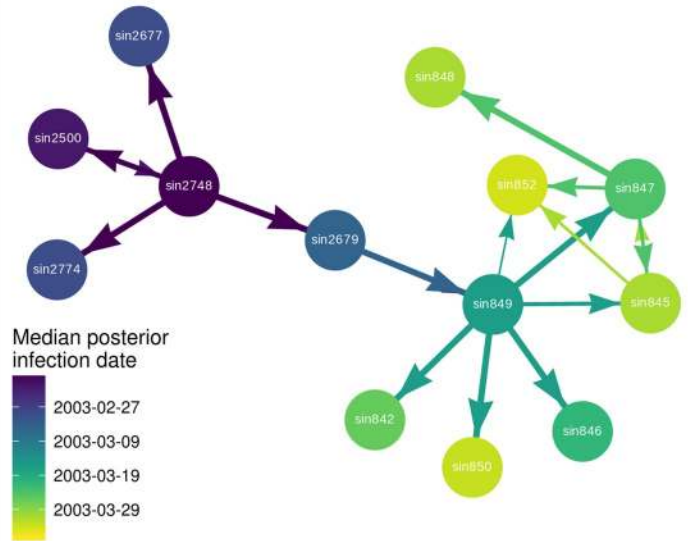 sin2677
sin848
sin2500
sin2748
sin852
sin847
sin2679
sin2774
sin849
sin845
Median posterior
infection date
2003-02-27
2003-03-09
2003-03-19
2003-03-29
sin842
sin846
sin850